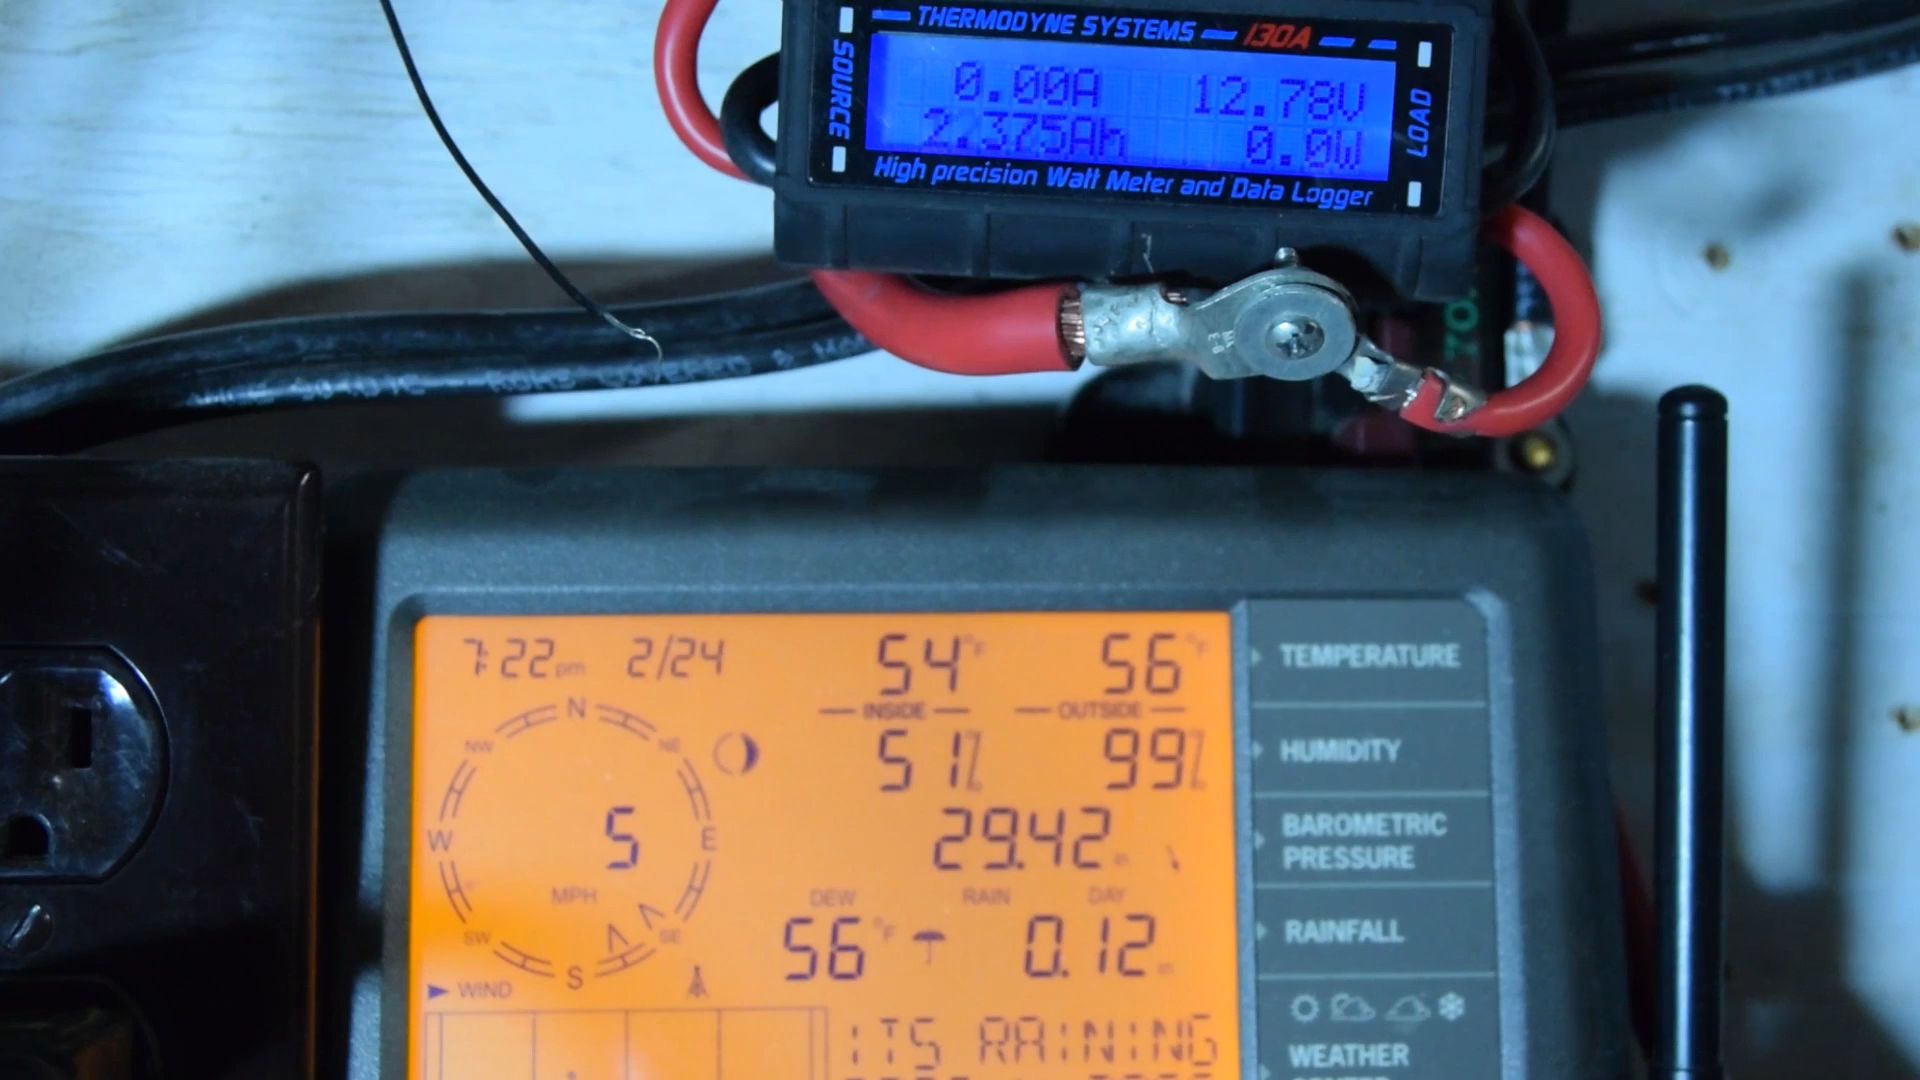 THERMODYNE SYSTEMS 130A
SOURCE
0.00A 12.78V
2.375Ah 0.0W
LOAD
High precision Watt Meter and Data Logger
7:22 pm 2/24
54°F 56°F
INSIDE OUTSIDE
TEMPERATURE
N
NW NE
51% 99%
HUMIDITY
W 5 E
MPH
29.42 in
BAROMETRIC
PRESSURE
DEW RAIN DAY
SW SE
56°F 0.12 in
RAINFALL
S
WIND
ITS RAINING
WEATHER